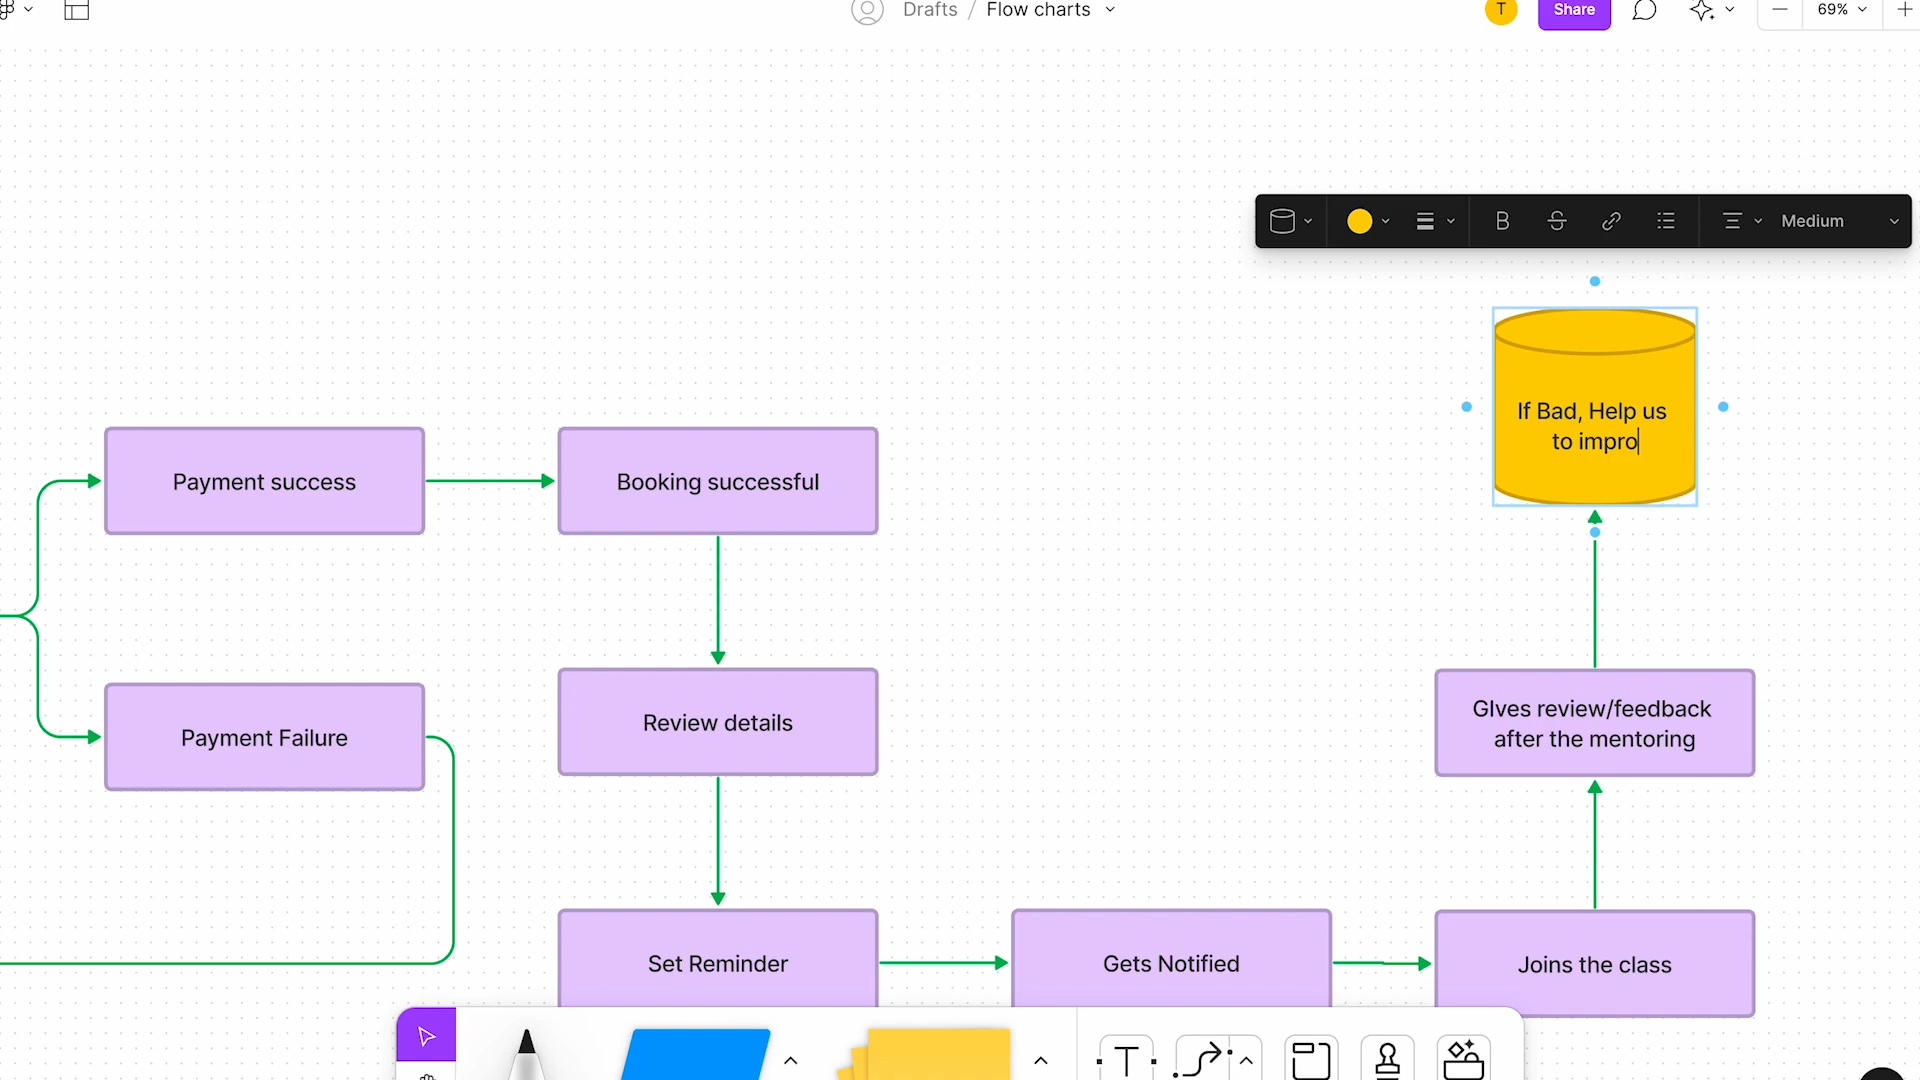 Drafts / Flow charts
T
Share
69%
B
Medium
If Bad, Help us
to impro
Payment success
Booking successful
Payment Failure
Review details
GIves review/feedback
after the mentoring
Set Reminder
Gets Notified
Joins the class
T